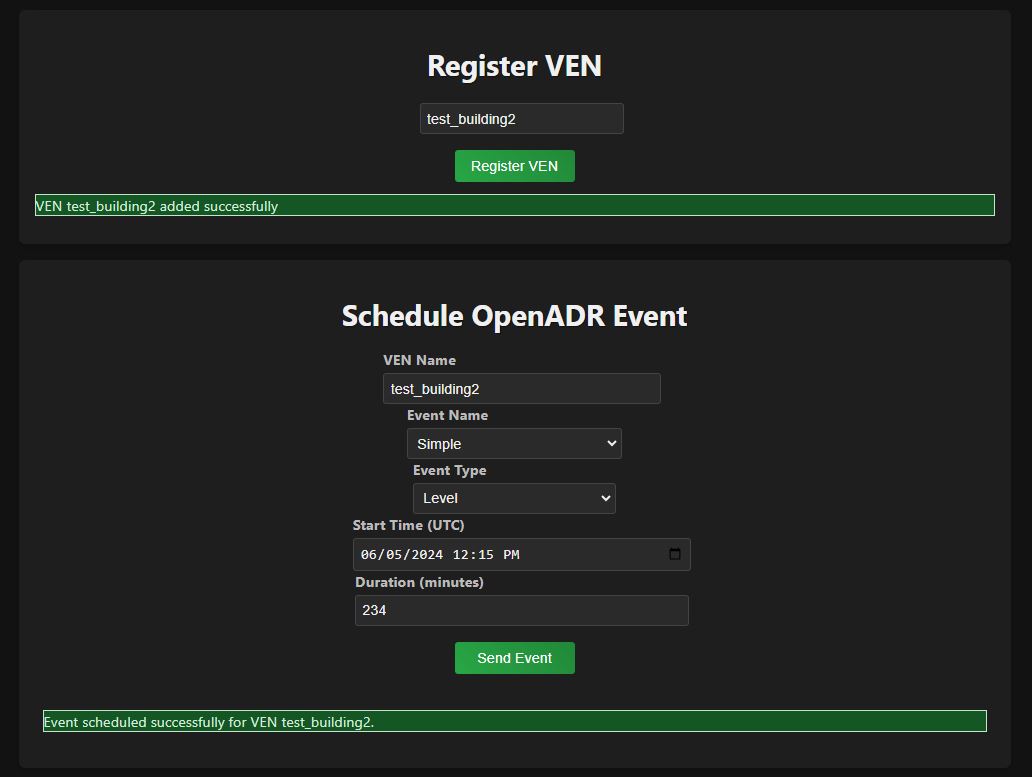 Register VEN
test_building2
Register VEN
VEN test_building2 added successfully
Schedule OpenADR Event
VEN Name
test_building2
Event Name
Simple
Event Type
Level
Start Time (UTC)
06/05/2024 12:15 PM
Duration (minutes)
234
Send Event
Event scheduled successfully for VEN test_building2.